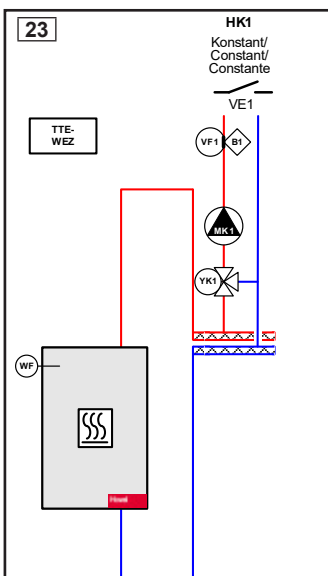 23
HK1
Konstant/
Constant/
Constante
VE1
TTE-
WEZ
VF1
B1
MK1
YK1
WF
Hoval